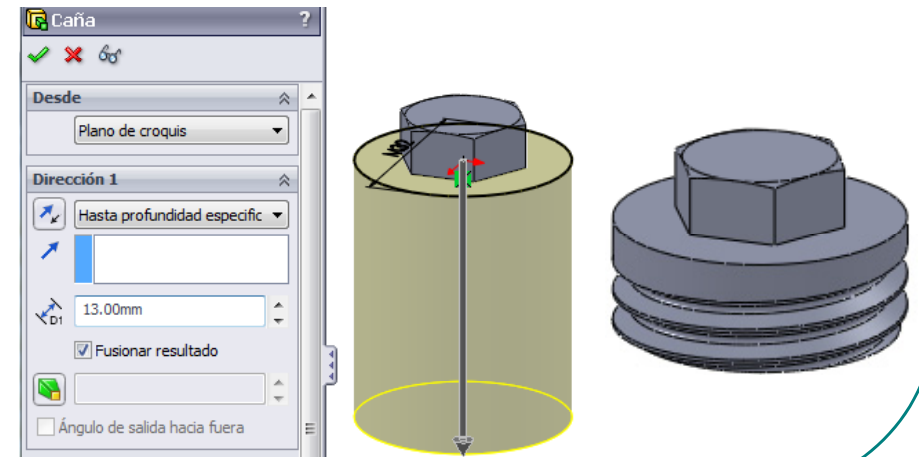 Caña ?
Desde
Plano de croquis
Dirección 1
Hasta profundidad especific
D1
13.00mm
Fusionar resultado
Ángulo de salida hacia fuera